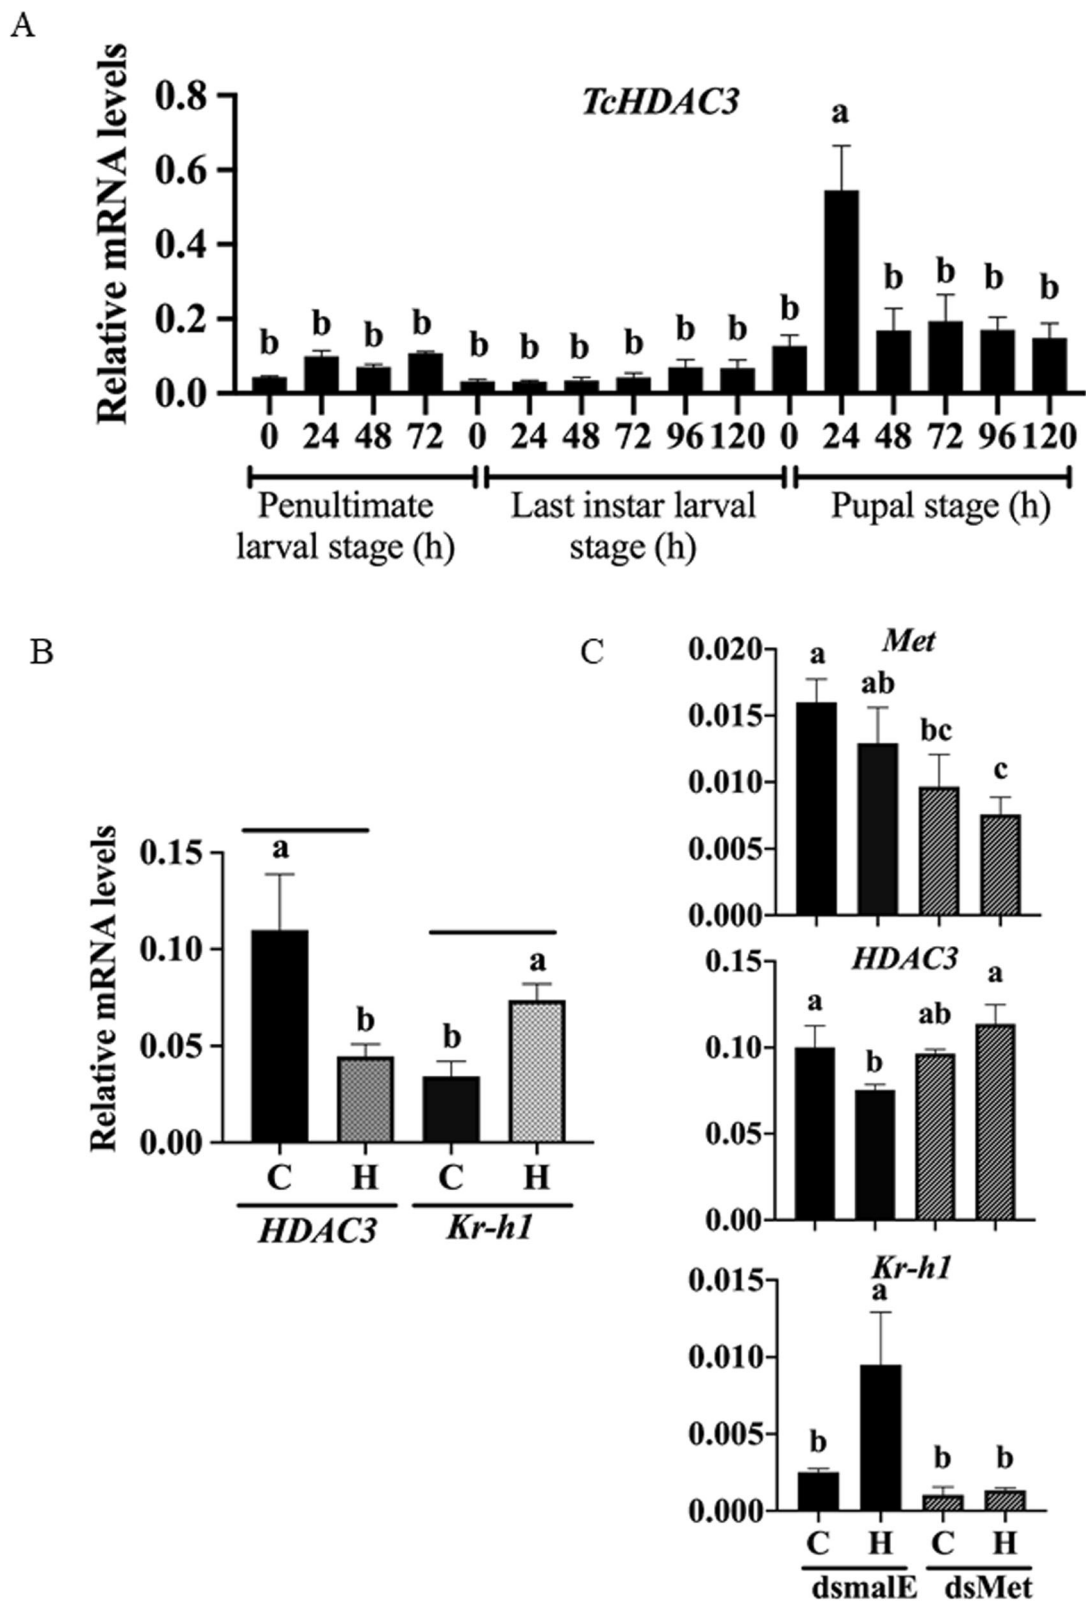 A
Relative mRNA levels
TcHDAC3
0.8
0.6
0.4
0.2
0.0
b b b b b b b b b b b a b b b b
0 24 48 72 0 24 48 72 96 120 0 24 48 72 96 120
Penultimate
larval stage (h)
Last instar larval
stage (h)
Pupal stage (h)
B
Relative mRNA levels
0.15
0.10
0.05
0.00
a b b a
C H C H
HDAC3 Kr-h1
C
Met
0.020
0.015
0.010
0.005
0.000
a ab bc c
HDAC3
0.15
0.10
0.05
0.00
a b ab a
Kr-h1
0.015
0.010
0.005
0.000
b a b b
C H C H
dsmalE dsMet